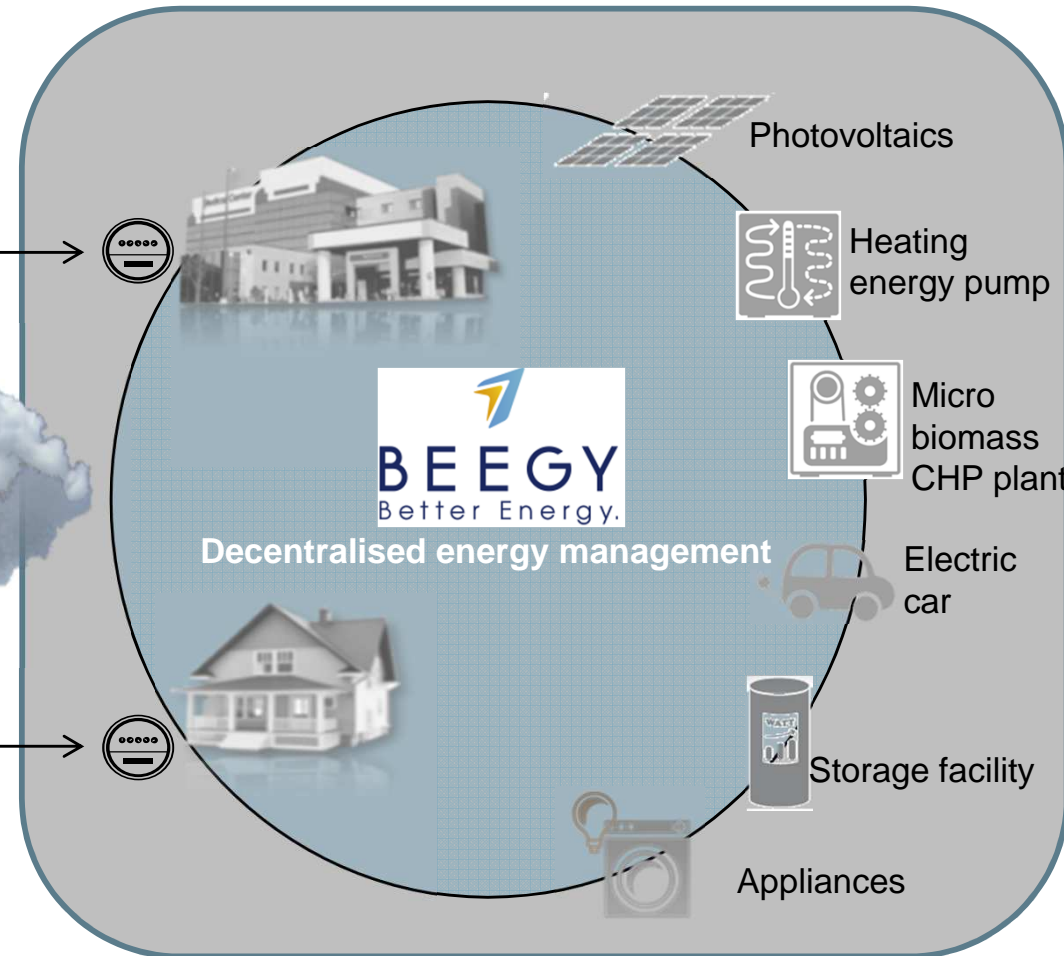 Photovoltaics
Heating
energy pump
Micro
biomass
CHP plant
BEEGY
Better Energy.
Decentralised energy management
Electric
car
WATT
Storage facility
Appliances